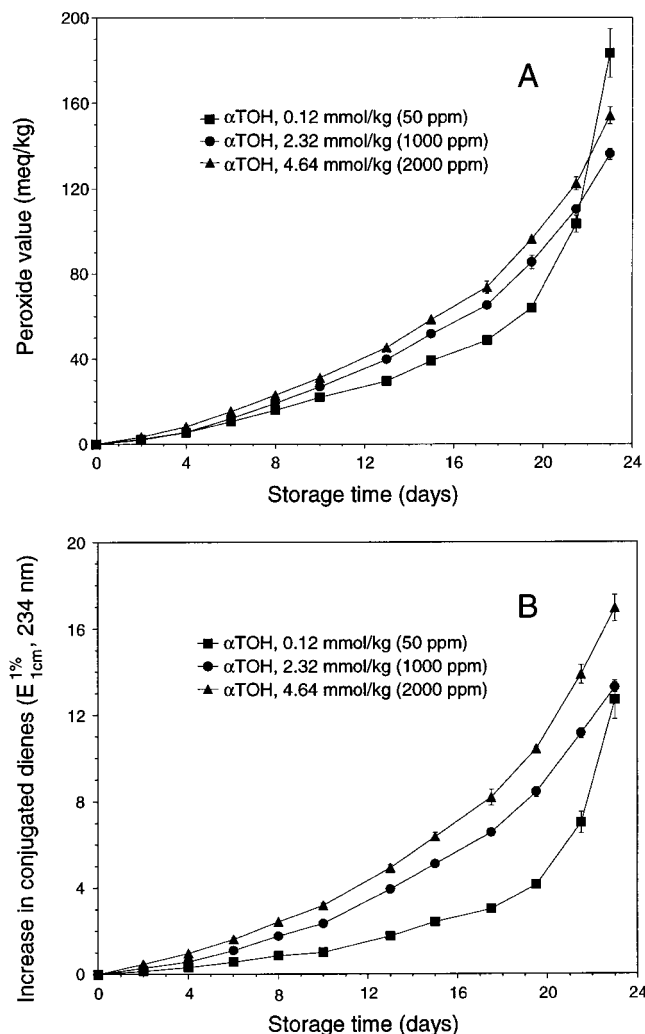 200
160
120
80
40
0
Peroxide value (meq/kg)
A
αTOH, 0.12 mmol/kg (50 ppm)
αTOH, 2.32 mmol/kg (1000 ppm)
αTOH, 4.64 mmol/kg (2000 ppm)
0 4 8 12 16 20 24
Storage time (days)
20
16
12
8
4
0
Increase in conjugated dienes (E1% 1cm, 234 nm)
B
αTOH, 0.12 mmol/kg (50 ppm)
αTOH, 2.32 mmol/kg (1000 ppm)
αTOH, 4.64 mmol/kg (2000 ppm)
0 4 8 12 16 20 24
Storage time (days)